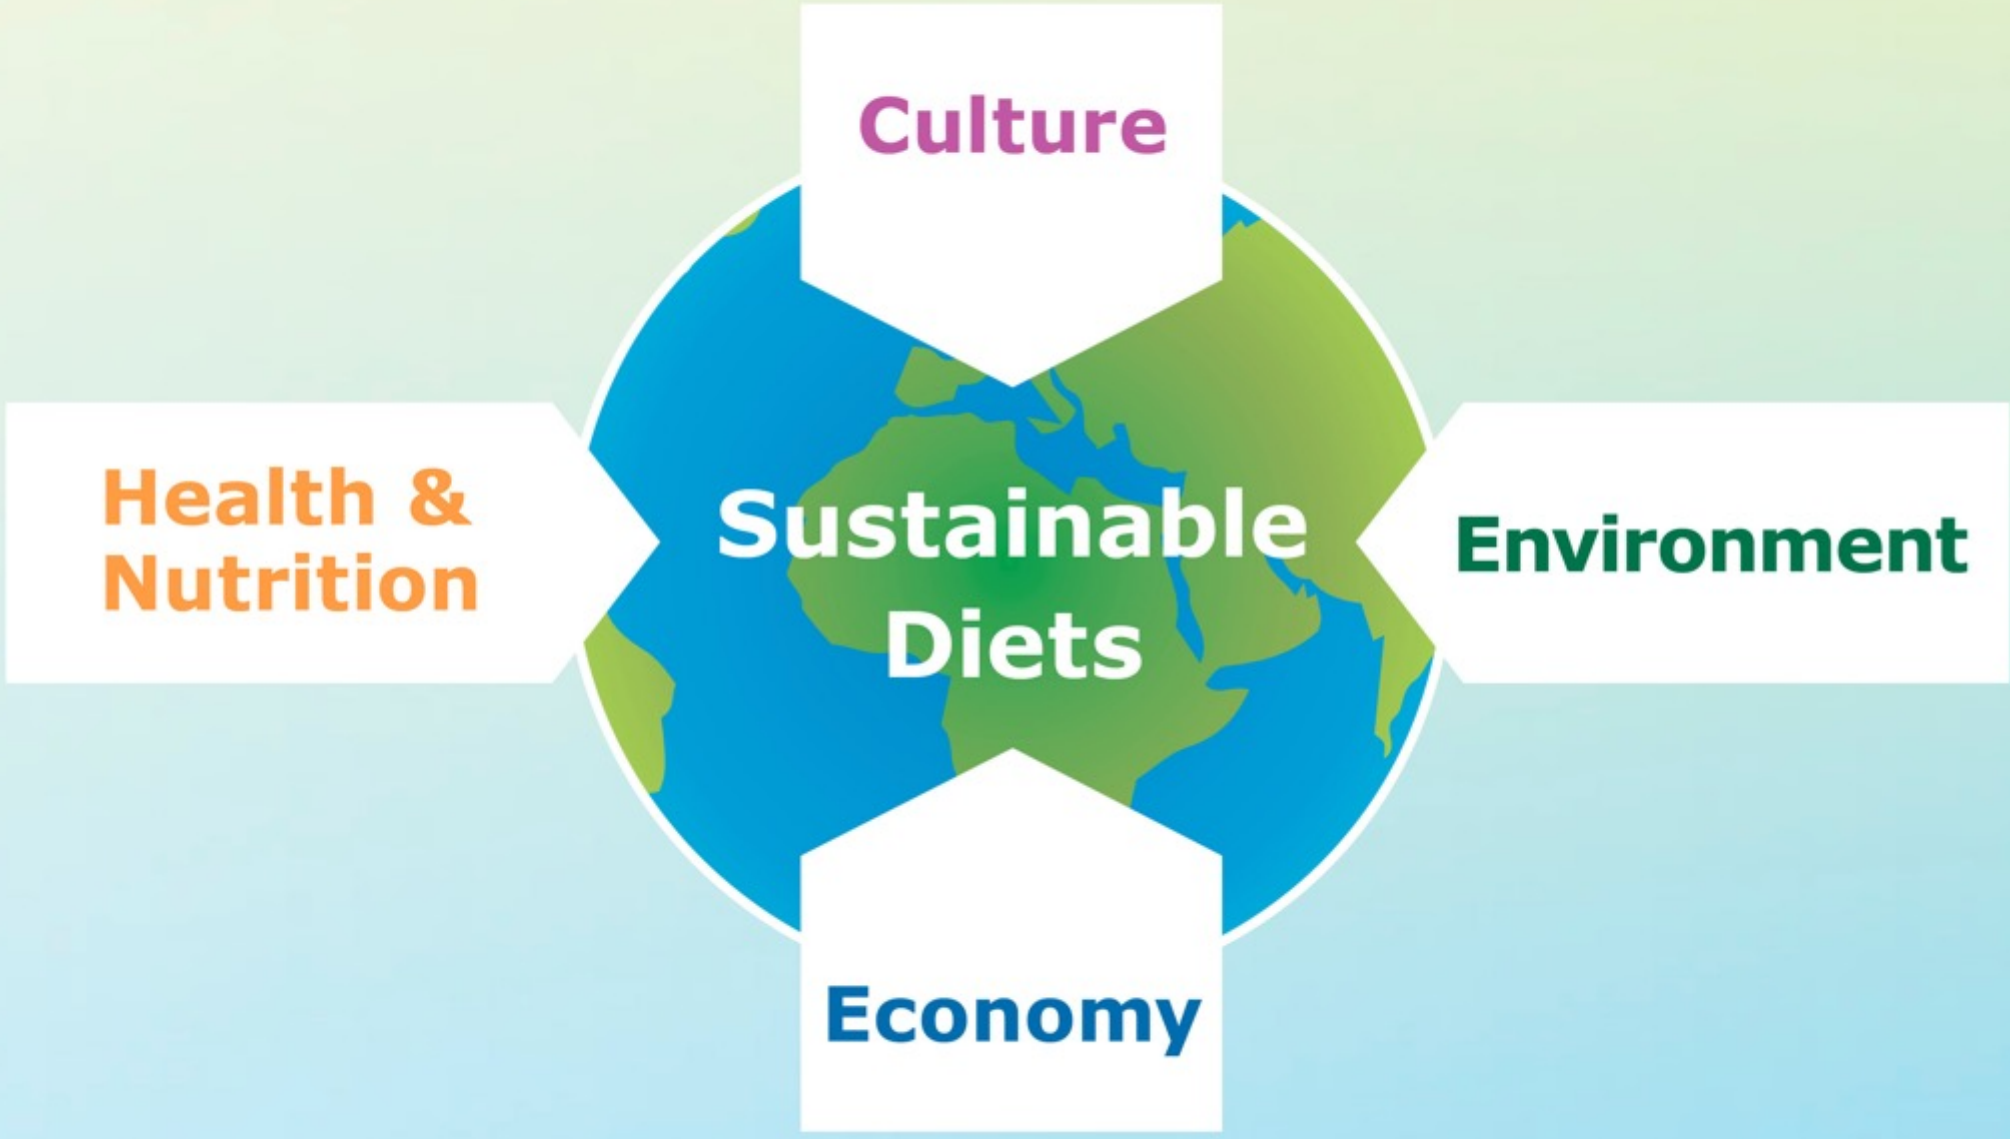 Culture
Health &
Nutrition
Sustainable
Diets
Environment
Economy